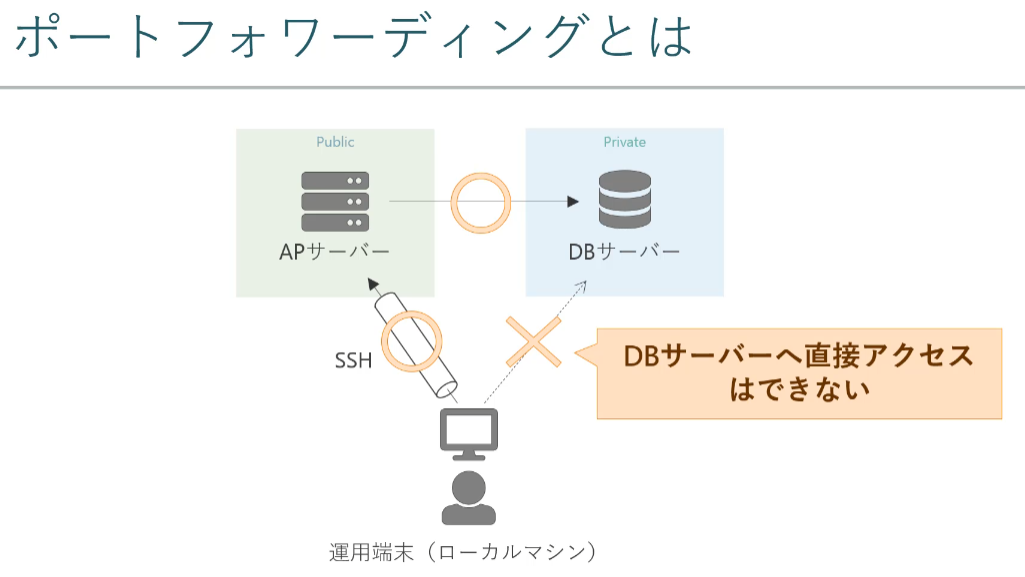 ポートフォワーディングとは
Public
Private
APサーバー
DBサーバー
SSH
DBサーバーへ直接アクセス
はできない
運用端末（ローカルマシン）